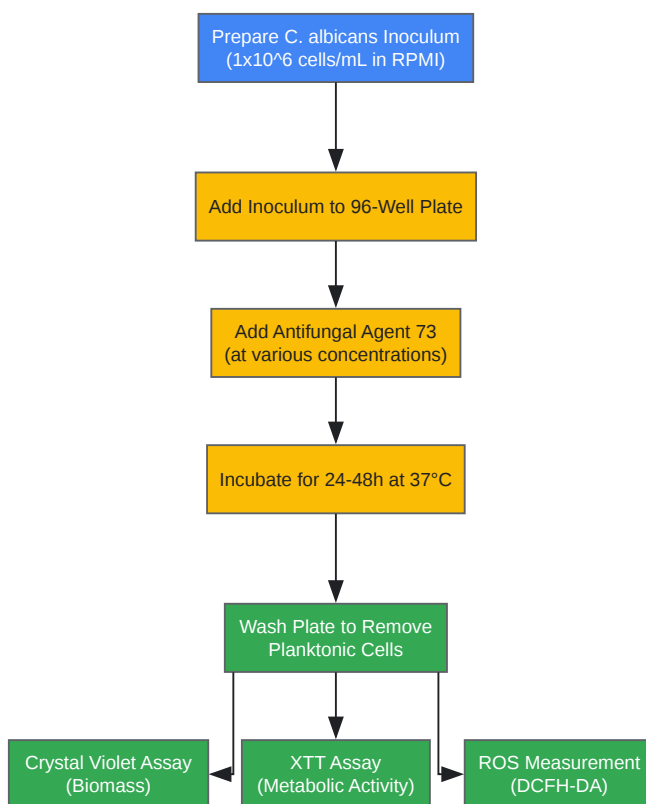 Prepare C. albicans Inoculum
(1x10^6 cells/mL in RPMI)
Add Inoculum to 96-Well Plate
Add Antifungal Agent 73
(at various concentrations)
Incubate for 24-48h at 37°C
Wash Plate to Remove
Planktonic Cells
Crystal Violet Assay
(Biomass)
XTT Assay
(Metabolic Activity)
ROS Measurement
(DCFH-DA)